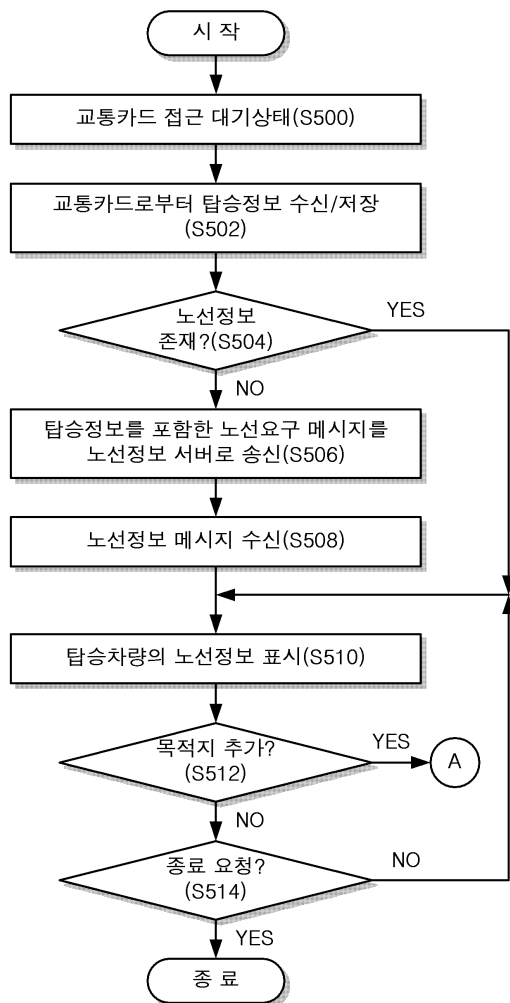 시 작
교통카드 접근 대기상태(S500)
교통카드로부터 탑승정보 수신/저장
(S502)
노선정보
존재?(S504)
YES
NO
탑승정보를 포함한 노선요구 메시지를
노선정보 서버로 송신(S506)
노선정보 메시지 수신(S508)
탑승차량의 노선정보 표시(S510)
목적지 추가?
(S512)
YES
A
NO
종료 요청?
(S514)
NO
YES
종 료